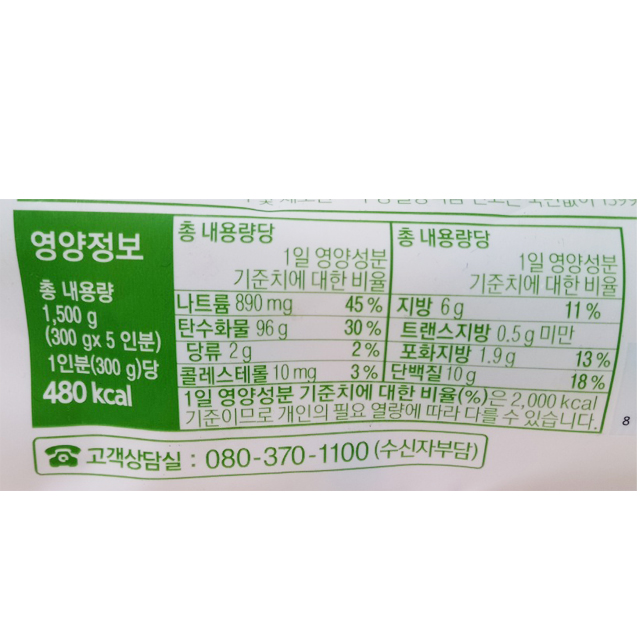 영양정보
총 내용량
1,500 g
(300 gx 5 인분)
1인분(300 g)당
480 kcal
총 내용량당
1일 영양성분
기준치에 대한 비율
나트륨 890 mg 45 %
탄수화물 96 g 30 %
당류 2 g 2 %
콜레스테롤 10 mg 3 %
총 내용량당
1일 영양성분
기준치에 대한 비율
지방 6 g 11 %
트랜스지방 0.5 g 미만
포화지방 1.9 g 13 %
단백질 10 g 18 %
1일 영양성분 기준치에 대한 비율(%)은 2,000 kcal
기준이므로 개인의 필요 열량에 따라 다를 수 있습니다.
8
고객상담실 : 080-370-1100 (수신자부담)